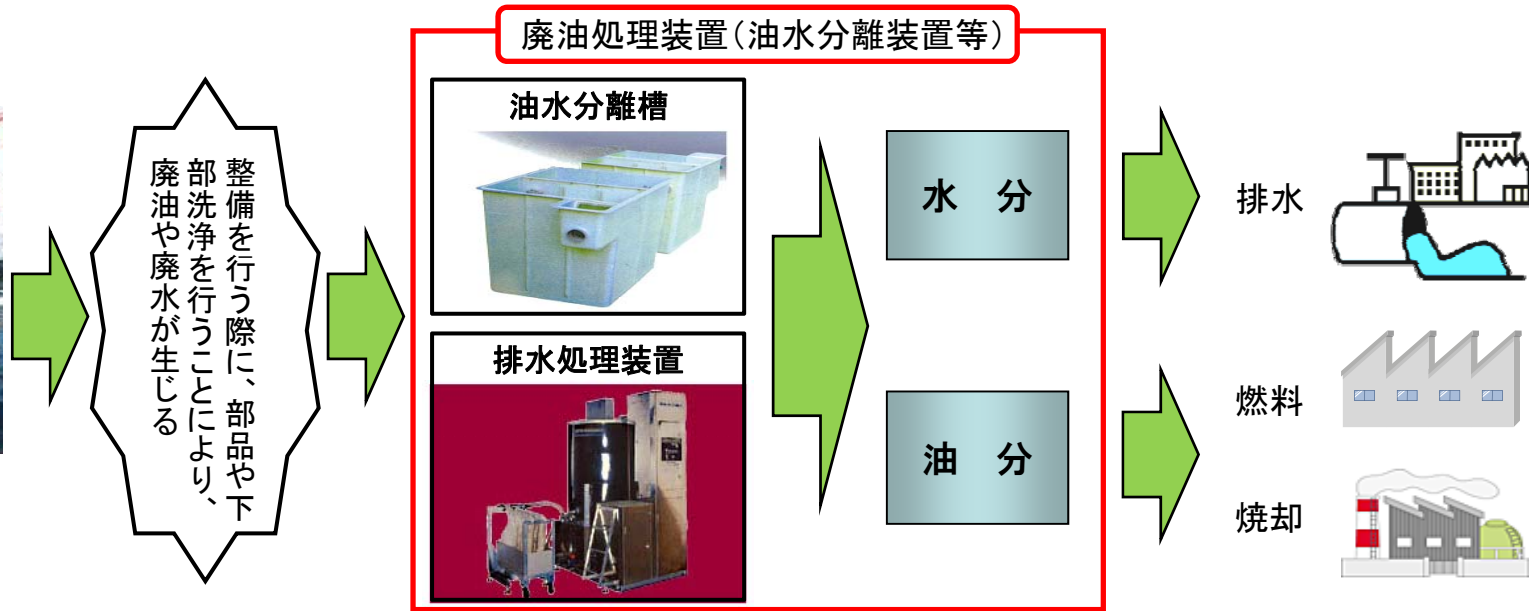 廃油処理装置(油水分離装置等)
整備を行う際に、部品や下
部洗浄を行うことにより、
廃油や廃水が生じる
油水分離槽
排水処理装置
水 分
油 分
排水
燃料
焼却